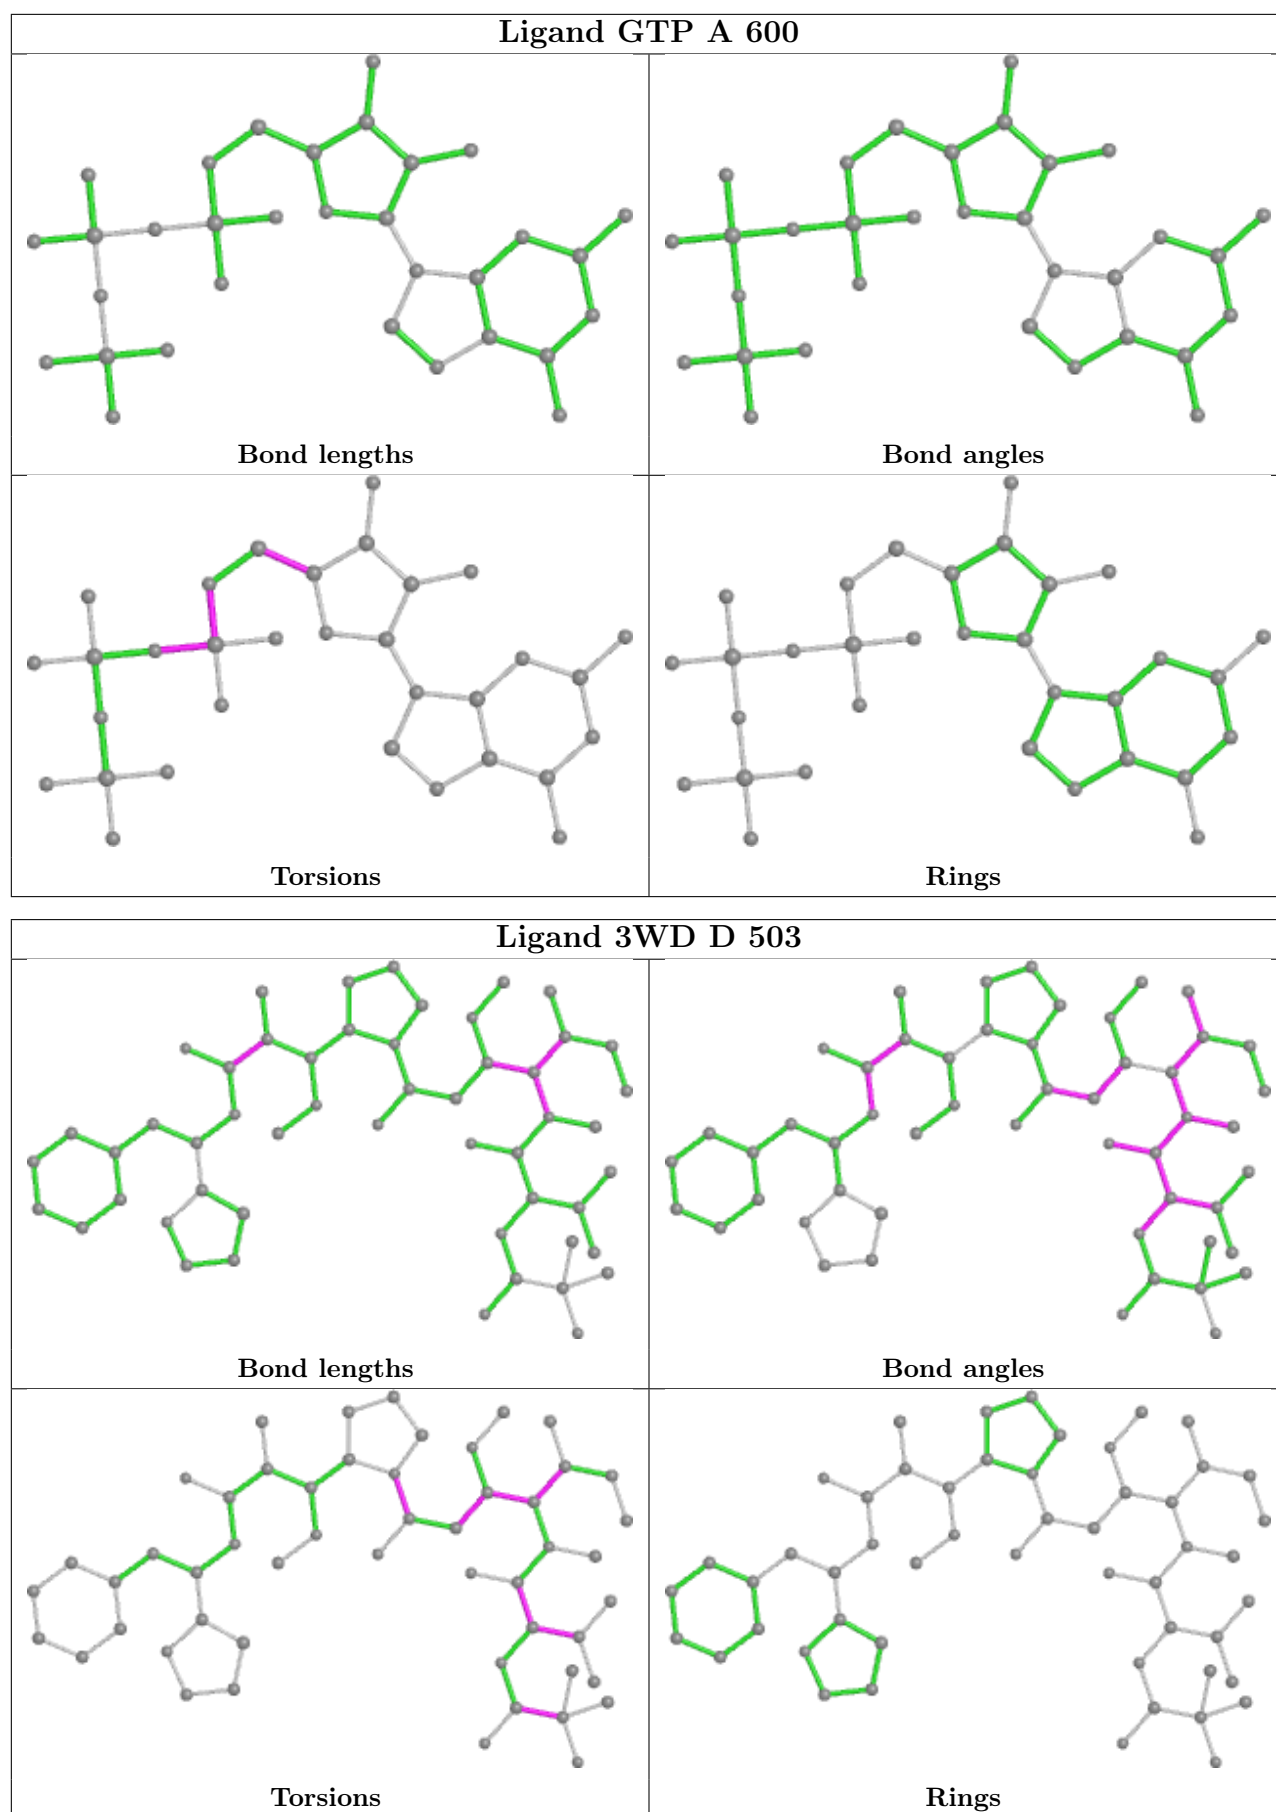 Ligand GTP A 600
Bond lengths
Bond angles
Torsions
Rings
Ligand 3WD D 503
Bond lengths
Bond angles
Torsions
Rings